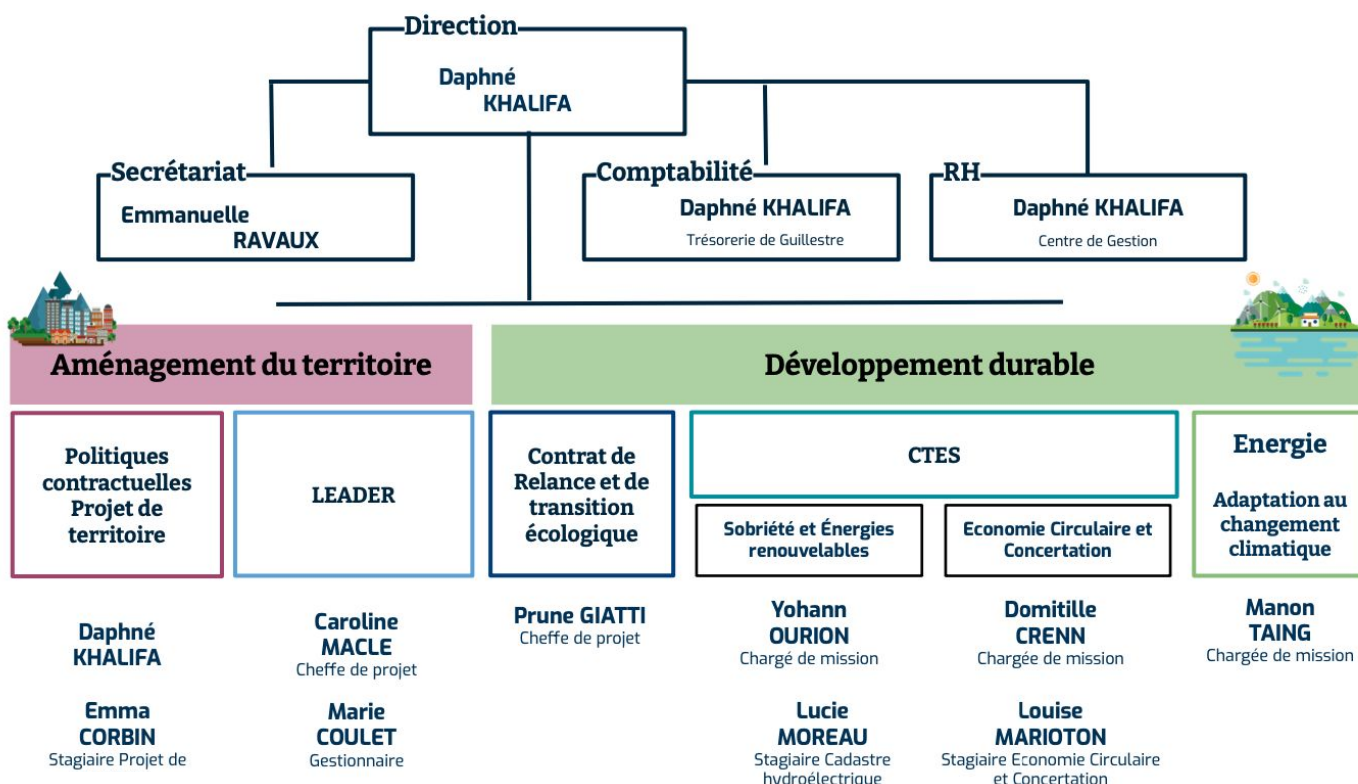 Direction
Daphné
KHALIFA
Secrétariat
Emmanuelle
RAVAUX
Comptabilité
Daphné KHALIFA
Trésorerie de Guillestre
RH
Daphné KHALIFA
Centre de Gestion
Aménagement du territoire
Développement durable
Politiques
contractuelles
Projet de
territoire
LEADER
Contrat de
Relance et de
transition
écologique
CTES
Sobriété et Énergies
renouvelables
Economie Circulaire et
Concertation
Energie
Adaptation au
changement
climatique
Daphné
KHALIFA
Emma
CORBIN
Stagiaire Projet de
Caroline
MACLE
Cheffe de projet
Marie
COULET
Gestionnaire
Prune GIATTI
Cheffe de projet
Yohann
OURION
Chargé de mission
Lucie
MOREAU
Stagiaire Cadastre
hydroélectrique
Domitille
CRENN
Chargée de mission
Louise
MARIOTON
Stagiaire Economie Circulaire
et Concertation
Manon
TAING
Chargée de mission